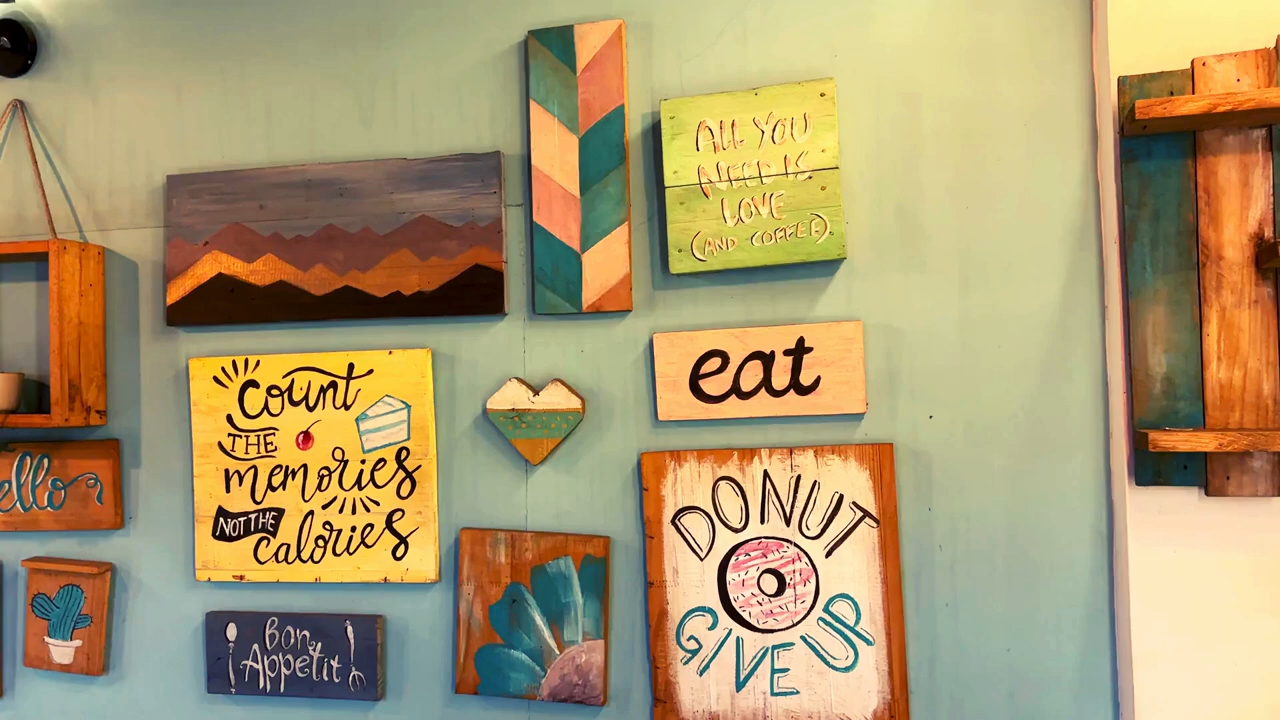 ALL YOU
NEED IS
LOVE
(AND COFFEE).
eat
count
THE
memories
NOT THE
calories
ello
DONUT
GIVE UP
Bon
Appetit